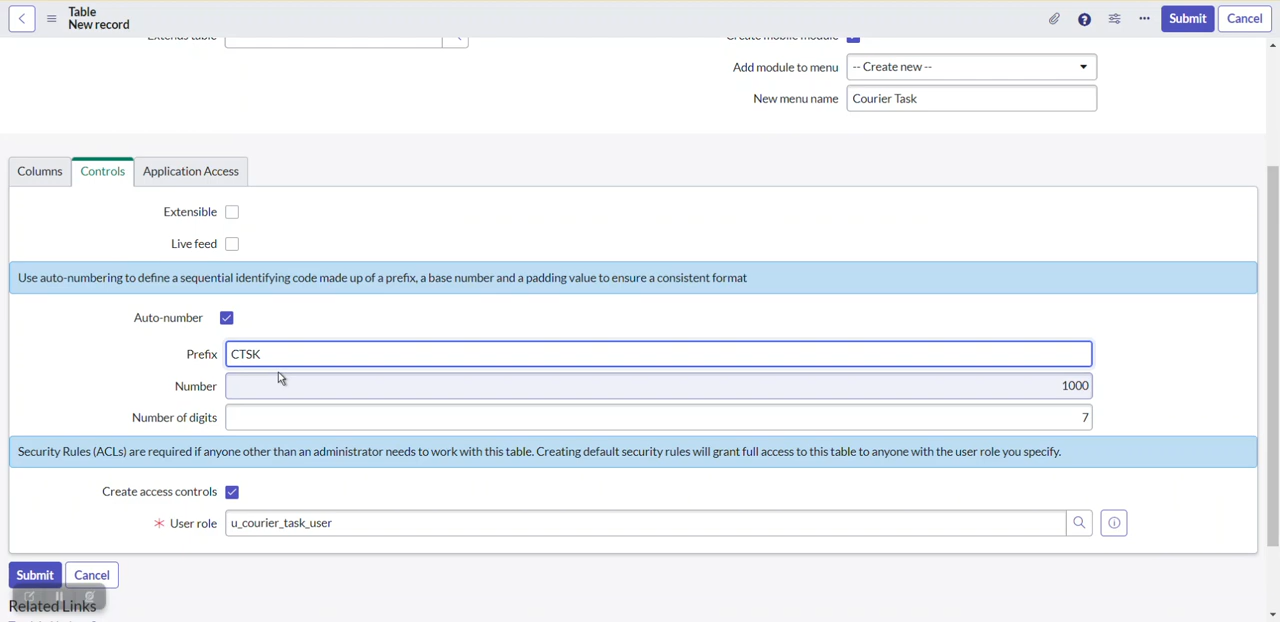 Table
New record
Submit
Cancel
Extends table
Create mobile module
Add module to menu
-- Create new --
New menu name
Courier Task
Columns
Controls
Application Access
Extensible
Live feed
Use auto-numbering to define a sequential identifying code made up of a prefix, a base number and a padding value to ensure a consistent format
Auto-number
Prefix
CTSK
Number
1000
Number of digits
7
Security Rules (ACLs) are required if anyone other than an administrator needs to work with this table. Creating default security rules will grant full access to this table to anyone with the user role you specify.
Create access controls
* User role
u_courier_task_user
Submit
Cancel
Related Links